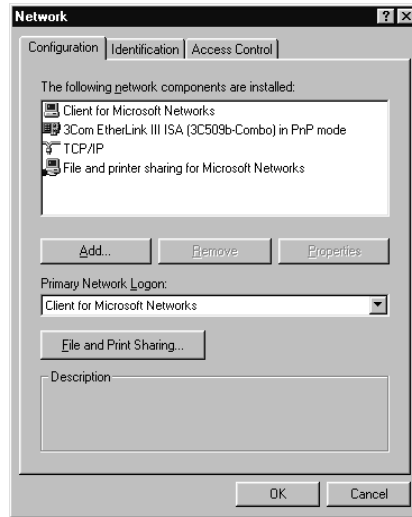 Network
Configuration Identification Access Control
The following network components are installed:
Client for Microsoft Networks
3Com EtherLink III ISA (3C509b-Combo) in PnP mode
TCP/IP
File and printer sharing for Microsoft Networks
Add... Remove Properties
Primary Network Logon:
Client for Microsoft Networks
File and Print Sharing...
Description
OK Cancel